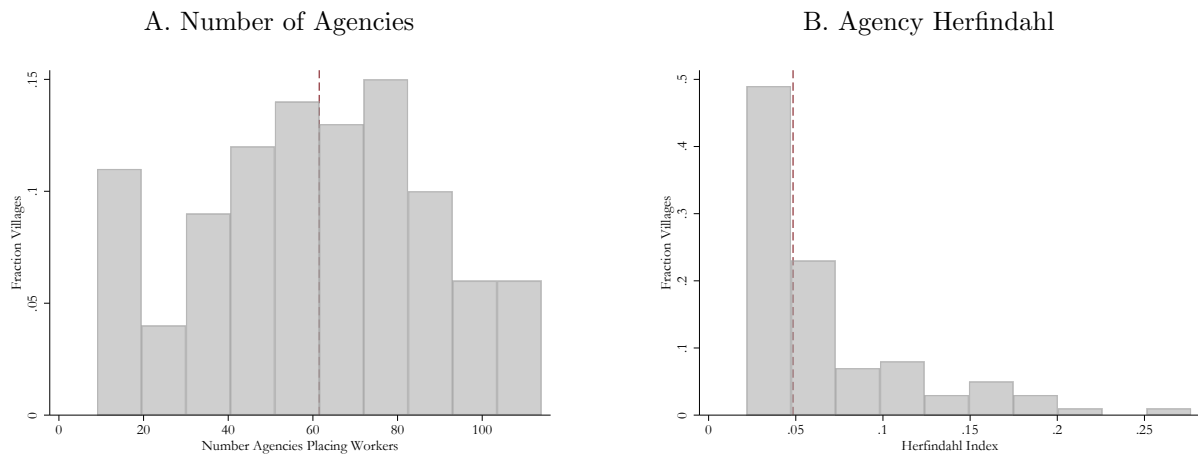 A. Number of Agencies
Fraction Villages
.15
.1
.05
0
0 20 40 60 80 100
Number Agencies Placing Workers
B. Agency Herfindahl
Fraction Villages
.5
.4
.3
.2
.1
0
0 .05 .1 .15 .2 .25
Herfindahl Index